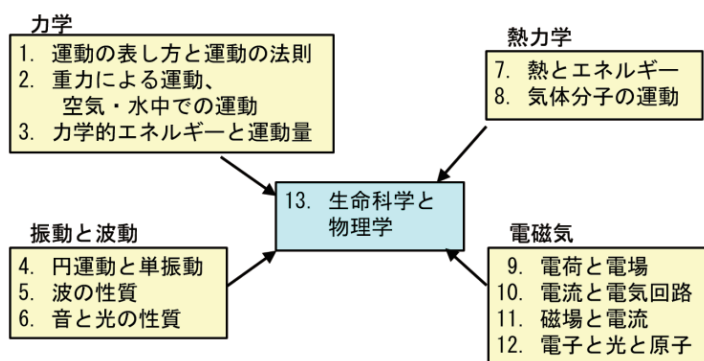 力学
1. 運動の表し方と運動の法則
2. 重力による運動、
空気・水中での運動
3. 力学的エネルギーと運動量
熱力学
7. 熱とエネルギー
8. 気体分子の運動
13. 生命科学と
物理学
振動と波動
4. 円運動と単振動
5. 波の性質
6. 音と光の性質
電磁気
9. 電荷と電場
10. 電流と電気回路
11. 磁場と電流
12. 電子と光と原子